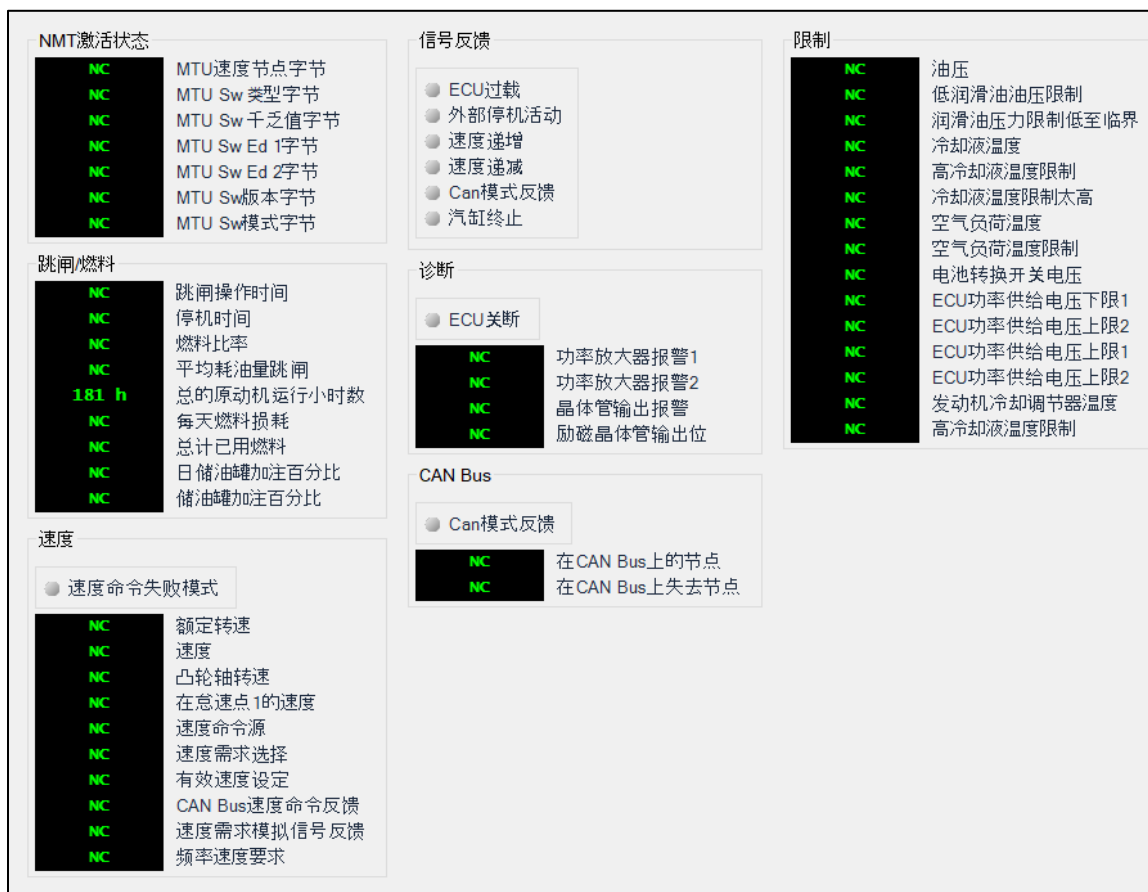 NMT激活状态
NC MTU速度节点字节
NC MTU Sw 类型字节
NC MTU Sw 千乏值字节
NC MTU Sw Ed 1字节
NC MTU Sw Ed 2字节
NC MTU Sw版本字节
NC MTU Sw模式字节
跳闸/燃料
NC 跳闸操作时间
NC 停机时间
NC 燃料比率
NC 平均耗油量跳闸
181 h 总的原动机运行小时数
NC 每天燃料损耗
NC 总计已用燃料
NC 日储油罐加注百分比
NC 储油罐加注百分比
速度
速度命令失败模式
NC 额定转速
NC 速度
NC 凸轮轴转速
NC 在怠速点1的速度
NC 速度命令源
NC 速度需求选择
NC 有效速度设定
NC CAN Bus速度命令反馈
NC 速度需求模拟信号反馈
NC 频率速度要求
信号反馈
ECU过载
外部停机活动
速度递增
速度递减
Can模式反馈
汽缸终止
诊断
ECU关断
NC 功率放大器报警1
NC 功率放大器报警2
NC 晶体管输出报警
NC 励磁晶体管输出位
CAN Bus
Can模式反馈
NC 在CAN Bus上的节点
NC 在CAN Bus上失去节点
限制
NC 油压
NC 低润滑油油压限制
NC 润滑油压力限制低至临界
NC 冷却液温度
NC 高冷却液温度限制
NC 冷却液温度限制太高
NC 空气负荷温度
NC 空气负荷温度限制
NC 电池转换开关电压
NC ECU功率供给电压下限1
NC ECU功率供给电压上限2
NC ECU功率供给电压上限1
NC ECU功率供给电压上限2
NC 发动机冷却调节器温度
NC 高冷却液温度限制